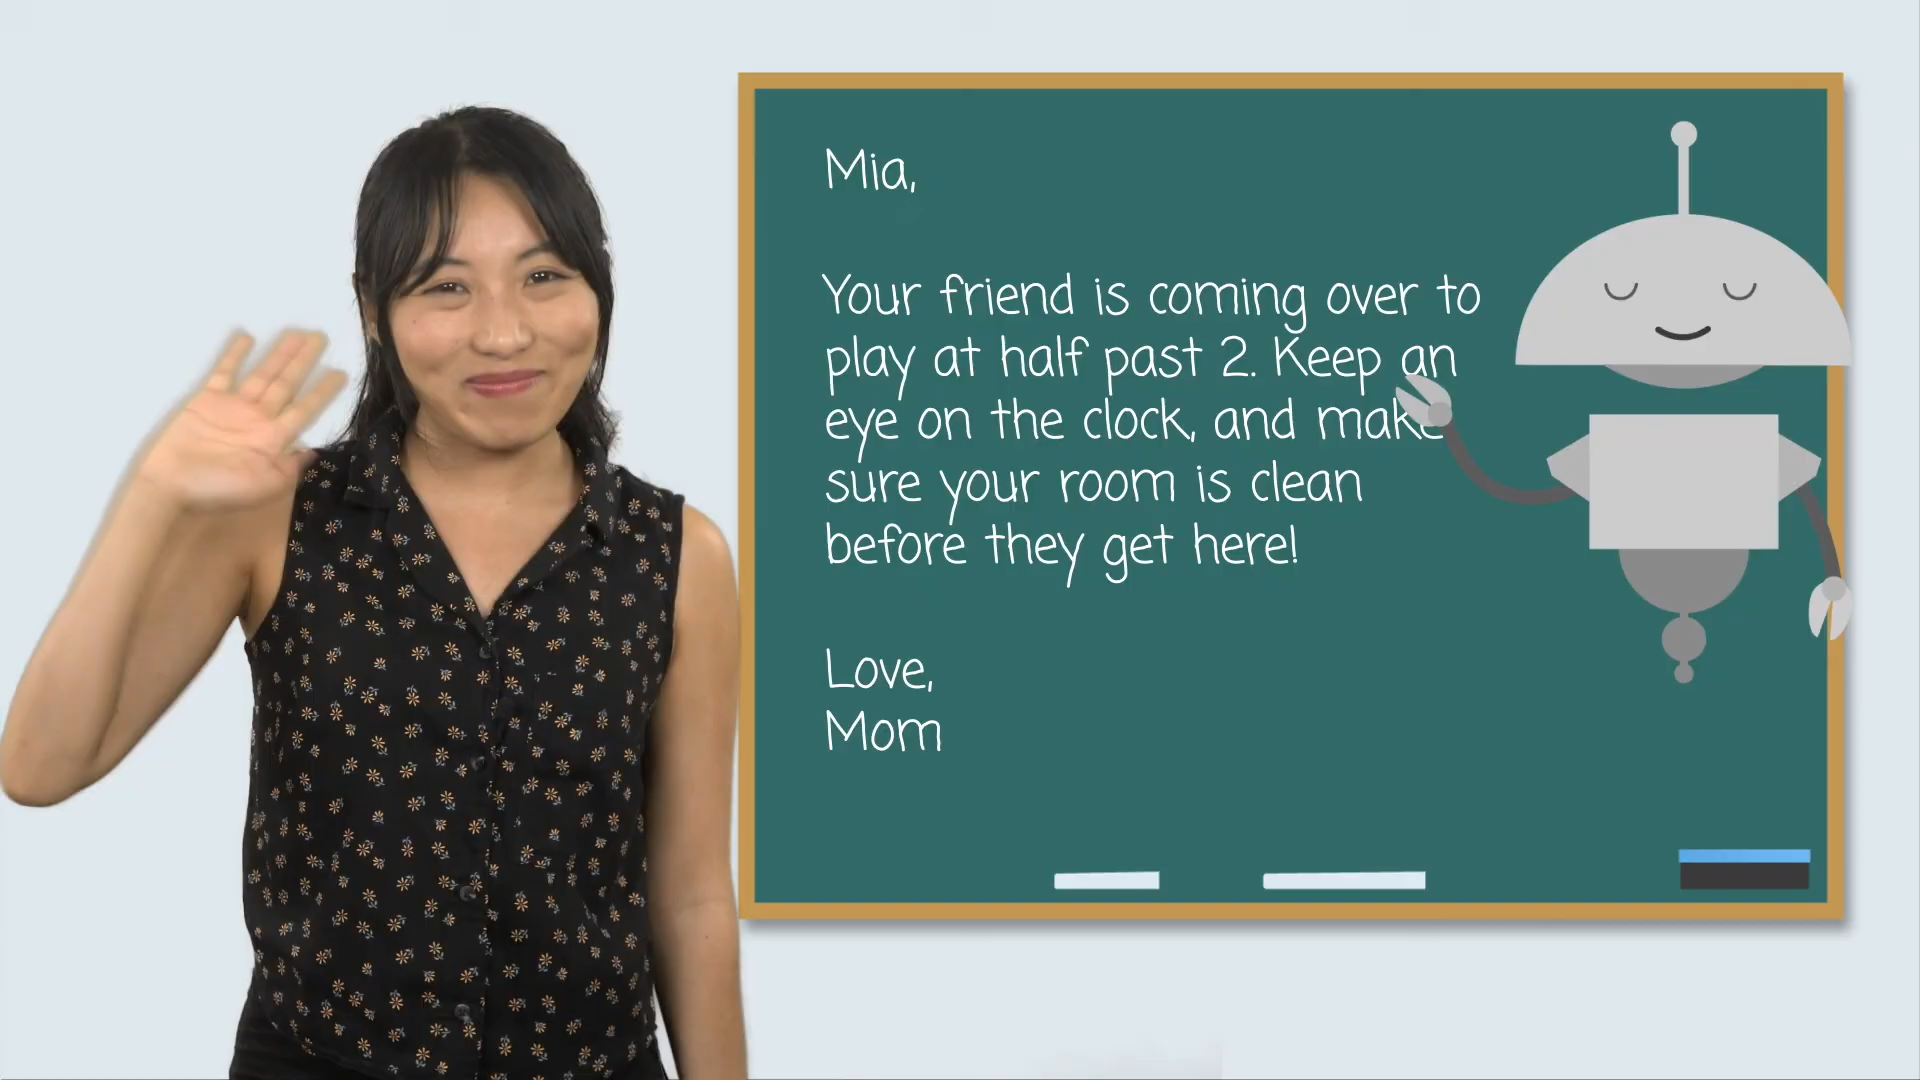 Mia,
Your friend is coming over to
play at half past 2. Keep an
eye on the clock, and make
sure your room is clean
before they get here!
Love,
Mom